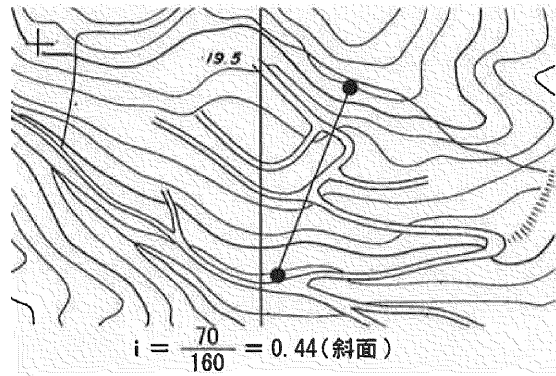 19.5
i = 70/160 = 0.44(斜面)